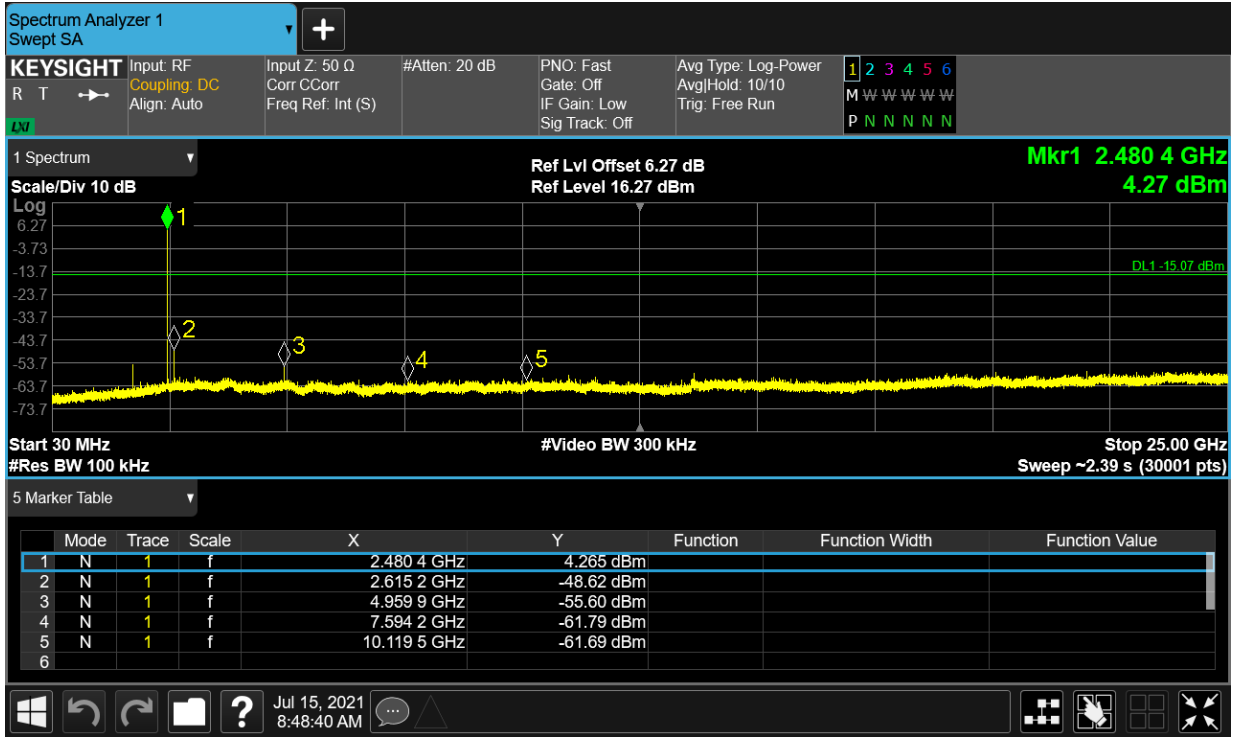 Spectrum Analyzer 1
Swept SA
KEYSIGHT Input: RF Input Z: 50 Ω #Atten: 20 dB PNO: Fast Avg Type: Log-Power 1 2 3 4 5 6
R T Coupling: DC Corr CCorr Gate: Off Avg|Hold: 10/10 M W W W W W
Align: Auto Freq Ref: Int (S) IF Gain: Low Trig: Free Run
LXI Sig Track: Off P N N N N N
1 Spectrum Ref Lvl Offset 6.27 dB Mkr1 2.480 4 GHz
Scale/Div 10 dB Ref Level 16.27 dBm 4.27 dBm
Log
1
6.27
-3.73
-13.7 DL1 -15.07 dBm
-23.7
-33.7
2
-43.7
3
-53.7 4 5
-63.7
-73.7
Start 30 MHz #Video BW 300 kHz Stop 25.00 GHz
#Res BW 100 kHz Sweep ~2.39 s (30001 pts)
5 Marker Table
Mode Trace Scale X Y Function Function Width Function Value
1 N 1 f 2.480 4 GHz 4.265 dBm
2 N 1 f 2.615 2 GHz -48.62 dBm
3 N 1 f 4.959 9 GHz -55.60 dBm
4 N 1 f 7.594 2 GHz -61.79 dBm
5 N 1 f 10.119 5 GHz -61.69 dBm
6
? Jul 15, 2021
8:48:40 AM